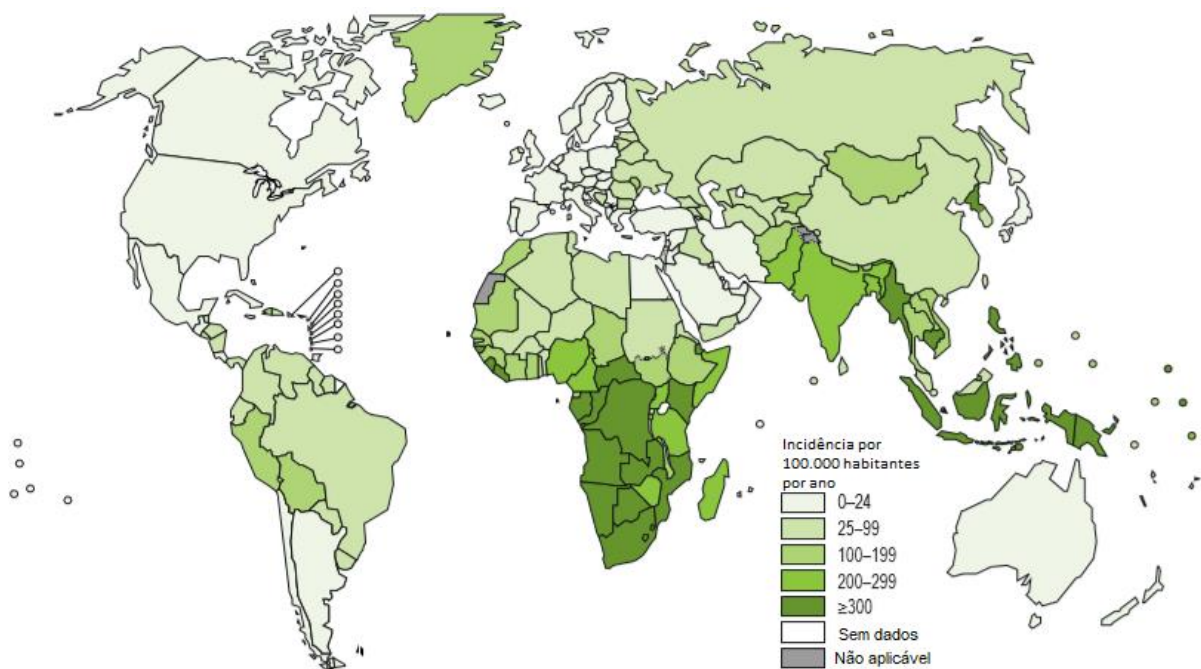 Incidência por
100.000 habitantes
por ano
0–24
25–99
100–199
200–299
≥300
Sem dados
Não aplicável